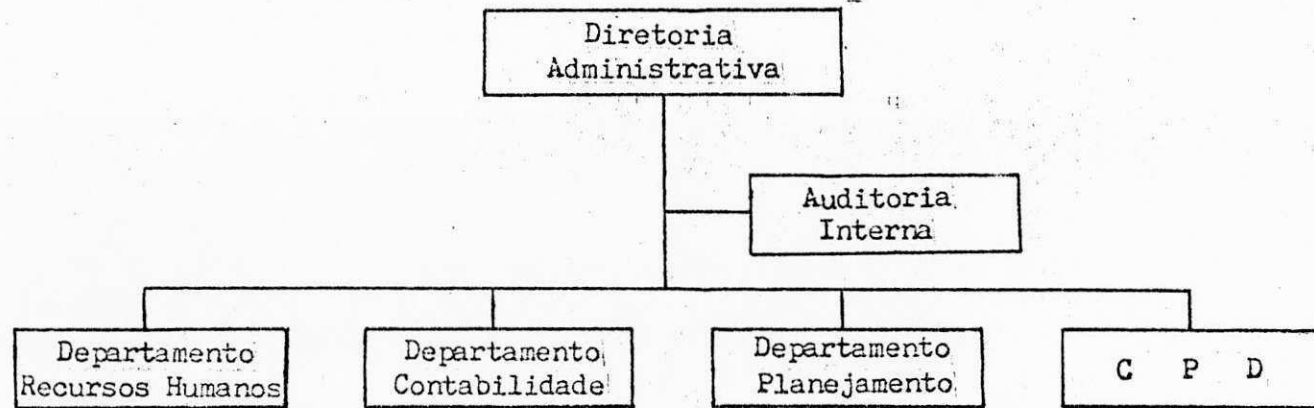 Diretoria
Administrativa
Auditoria
Interna
Departamento
Recursos Humanos
Departamento
Contabilidade
Departamento
Planejamento
C P D